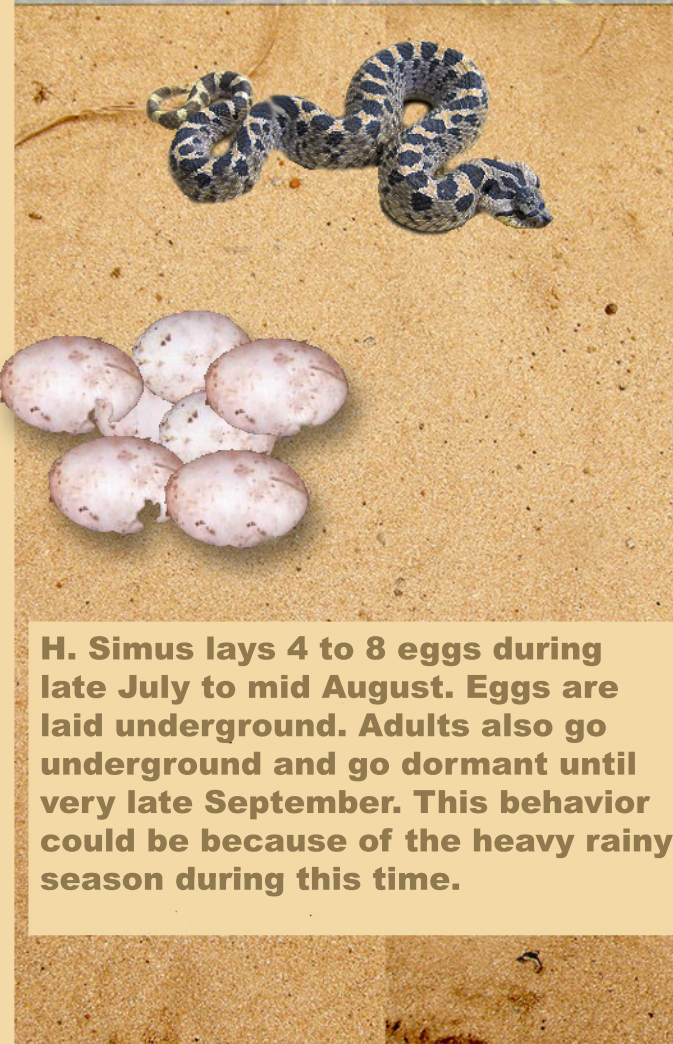 H. Simus lays 4 to 8 eggs during
late July to mid August. Eggs are
laid underground. Adults also go
underground and go dormant until
very late September. This behavior
could be because of the heavy rainy
season during this time.